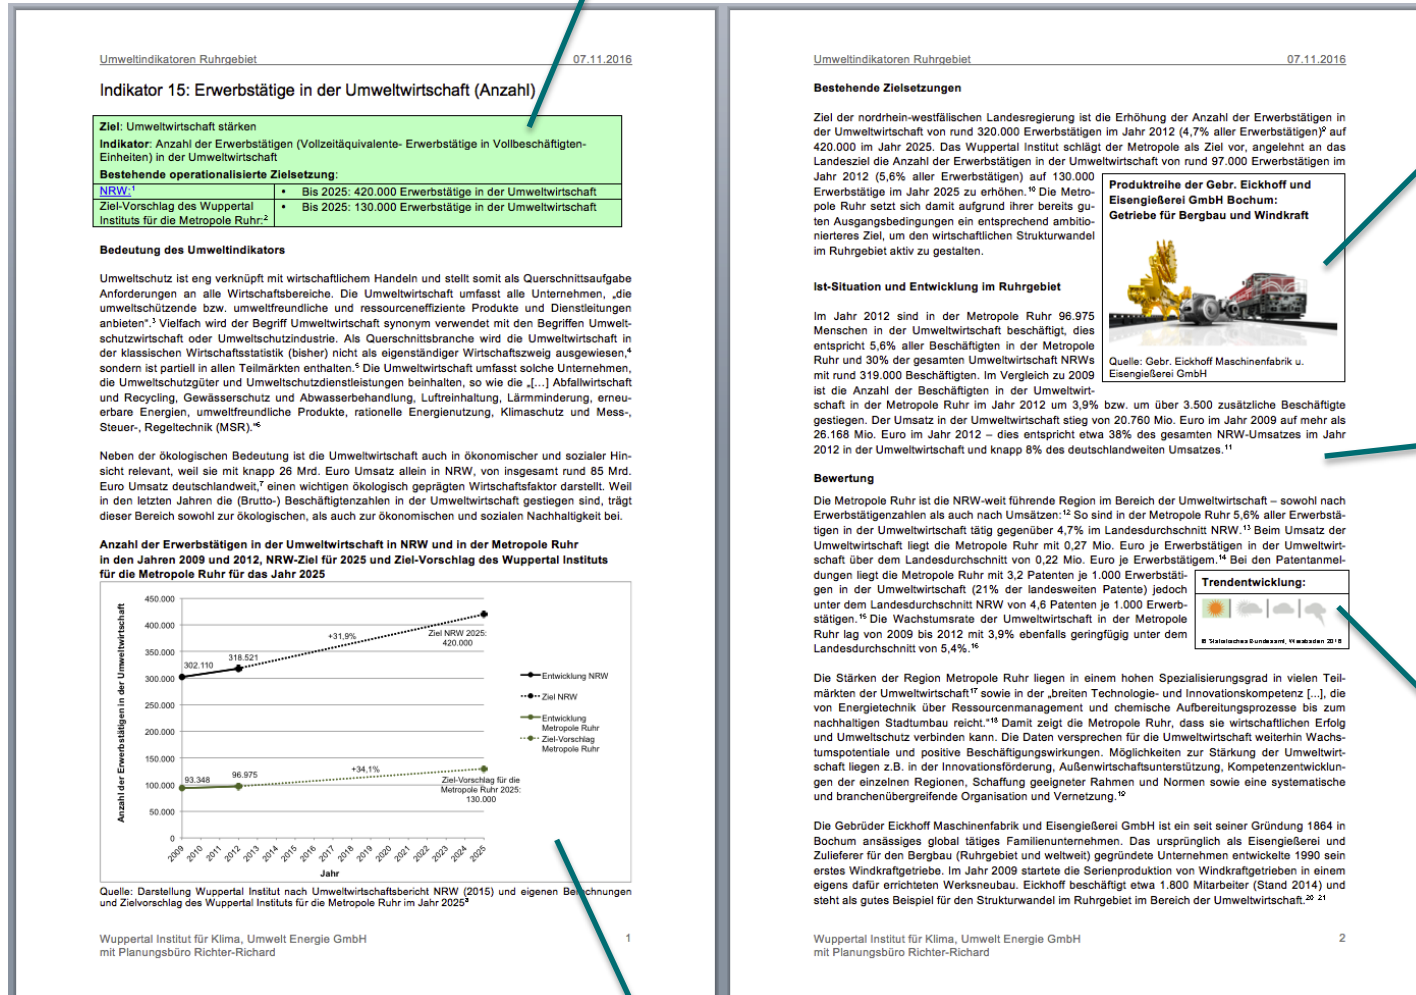 Umweltindikatoren Ruhrgebiet 07.11.2016
Indikator 15: Erwerbstätige in der Umweltwirtschaft (Anzahl)
Ziel: Umweltwirtschaft stärken
Indikator: Anzahl der Erwerbstätigen (Vollzeitäquivalente- Erwerbstätige in Vollbeschäftigten-
Einheiten) in der Umweltwirtschaft
Bestehende operationalisierte Zielsetzung:
NRW:¹ • Bis 2025: 420.000 Erwerbstätige in der Umweltwirtschaft
Ziel-Vorschlag des Wuppertal • Bis 2025: 130.000 Erwerbstätige in der Umweltwirtschaft
Instituts für die Metropole Ruhr:²
Bedeutung des Umweltindikators
Umweltschutz ist eng verknüpft mit wirtschaftlichem Handeln und stellt somit als Querschnittsaufgabe
Anforderungen an alle Wirtschaftsbereiche. Die Umweltwirtschaft umfasst alle Unternehmen, „die
umweltschützende bzw. umweltfreundliche und ressourceneffiziente Produkte und Dienstleitungen
anbieten“.³ Vielfach wird der Begriff Umweltwirtschaft synonym verwendet mit den Begriffen Umwelt-
schutzwirtschaft oder Umweltschutzindustrie. Als Querschnittsbranche wird die Umweltwirtschaft in
der klassischen Wirtschaftsstatistik (bisher) nicht als eigenständiger Wirtschaftszweig ausgewiesen,⁴
sondern ist partiell in allen Teilmärkten enthalten.⁵ Die Umweltwirtschaft umfasst solche Unternehmen,
die Umweltschutzgüter und Umweltschutzdienstleistungen beinhalten, so wie die „[…] Abfallwirtschaft
und Recycling, Gewässerschutz und Abwasserbehandlung, Luftreinhaltung, Lärmminderung, erneu-
erbare Energien, umweltfreundliche Produkte, rationelle Energienutzung, Klimaschutz und Mess-,
Steuer-, Regeltechnik (MSR).“⁶
Neben der ökologischen Bedeutung ist die Umweltwirtschaft auch in ökonomischer und sozialer Hin-
sicht relevant, weil sie mit knapp 26 Mrd. Euro Umsatz allein in NRW, von insgesamt rund 85 Mrd.
Euro Umsatz deutschlandweit,⁷ einen wichtigen ökologisch geprägten Wirtschaftsfaktor darstellt. Weil
in den letzten Jahren die (Brutto-) Beschäftigtenzahlen in der Umweltwirtschaft gestiegen sind, trägt
dieser Bereich sowohl zur ökologischen, als auch zur ökonomischen und sozialen Nachhaltigkeit bei.
Anzahl der Erwerbstätigen in der Umweltwirtschaft in NRW und in der Metropole Ruhr
in den Jahren 2009 und 2012, NRW-Ziel für 2025 und Ziel-Vorschlag des Wuppertal Instituts
für die Metropole Ruhr für das Jahr 2025
Anzahl der Erwerbstätigen in der Umweltwirtschaft
450.000
400.000
350.000
300.000
250.000
200.000
150.000
100.000
50.000
0
302.110
318.521
+31,9%
Ziel NRW 2025:
420.000
93.348
96.975
+34,1%
Ziel-Vorschlag für die
Metropole Ruhr 2025:
130.000
Entwicklung NRW
Ziel NRW
Entwicklung
Metropole Ruhr
Ziel-Vorschlag
Metropole Ruhr
2009 2010 2011 2012 2013 2014 2015 2016 2017 2018 2019 2020 2021 2022 2023 2024 2025
Jahr
Quelle: Darstellung Wuppertal Institut nach Umweltwirtschaftsbericht NRW (2015) und eigenen Berechnungen
und Zielvorschlag des Wuppertal Instituts für die Metropole Ruhr im Jahr 2025⁸
Wuppertal Institut für Klima, Umwelt Energie GmbH 1
mit Planungsbüro Richter-Richard
Umweltindikatoren Ruhrgebiet 07.11.2016
Bestehende Zielsetzungen
Ziel der nordrhein-westfälischen Landesregierung ist die Erhöhung der Anzahl der Erwerbstätigen in
der Umweltwirtschaft von rund 320.000 Erwerbstätigen im Jahr 2012 (4,7% aller Erwerbstätigen)⁹ auf
420.000 im Jahr 2025. Das Wuppertal Institut schlägt der Metropole als Ziel vor, angelehnt an das
Landesziel die Anzahl der Erwerbstätigen in der Umweltwirtschaft von rund 97.000 Erwerbstätigen im
Jahr 2012 (5,6% aller Erwerbstätigen) auf 130.000
Erwerbstätige im Jahr 2025 zu erhöhen.¹⁰ Die Metro-
pole Ruhr setzt sich damit aufgrund ihrer bereits gu-
ten Ausgangsbedingungen ein entsprechend ambitio-
nierteres Ziel, um den wirtschaftlichen Strukturwandel
im Ruhrgebiet aktiv zu gestalten.
Produktreihe der Gebr. Eickhoff und
Eisengießerei GmbH Bochum:
Getriebe für Bergbau und Windkraft
Quelle: Gebr. Eickhoff Maschinenfabrik u.
Eisengießerei GmbH
Ist-Situation und Entwicklung im Ruhrgebiet
Im Jahr 2012 sind in der Metropole Ruhr 96.975
Menschen in der Umweltwirtschaft beschäftigt, dies
entspricht 5,6% aller Beschäftigten in der Metropole
Ruhr und 30% der gesamten Umweltwirtschaft NRWs
mit rund 319.000 Beschäftigten. Im Vergleich zu 2009
ist die Anzahl der Beschäftigten in der Umweltwirt-
schaft in der Metropole Ruhr im Jahr 2012 um 3,9% bzw. um über 3.500 zusätzliche Beschäftigte
gestiegen. Der Umsatz in der Umweltwirtschaft stieg von 20.760 Mio. Euro im Jahr 2009 auf mehr als
26.168 Mio. Euro im Jahr 2012 – dies entspricht etwa 38% des gesamten NRW-Umsatzes im Jahr
2012 in der Umweltwirtschaft und knapp 8% des deutschlandweiten Umsatzes.¹¹
Bewertung
Die Metropole Ruhr ist die NRW-weit führende Region im Bereich der Umweltwirtschaft – sowohl nach
Erwerbstätigenzahlen als auch nach Umsätzen:¹² So sind in der Metropole Ruhr 5,6% aller Erwerbstä-
tigen in der Umweltwirtschaft tätig gegenüber 4,7% im Landesdurchschnitt NRW.¹³ Beim Umsatz der
Umweltwirtschaft liegt die Metropole Ruhr mit 0,27 Mio. Euro je Erwerbstätigen in der Umweltwirt-
schaft über dem Landesdurchschnitt von 0,22 Mio. Euro je Erwerbstätigem.¹⁴ Bei den Patentanmel-
dungen liegt die Metropole Ruhr mit 3,2 Patenten je 1.000 Erwerbstäti-
gen in der Umweltwirtschaft (21% der landesweiten Patente) jedoch
unter dem Landesdurchschnitt NRW von 4,6 Patenten je 1.000 Erwerb-
stätigen.¹⁵ Die Wachstumsrate der Umweltwirtschaft in der Metropole
Ruhr lag von 2009 bis 2012 mit 3,9% ebenfalls geringfügig unter dem
Landesdurchschnitt von 5,4%.¹⁶
Trendentwicklung:
© Statistisches Bundesamt, Wiesbaden 2016
Die Stärken der Region Metropole Ruhr liegen in einem hohen Spezialisierungsgrad in vielen Teil-
märkten der Umweltwirtschaft¹⁷ sowie in der „breiten Technologie- und Innovationskompetenz […], die
von Energietechnik über Ressourcenmanagement und chemische Aufbereitungsprozesse bis zum
nachhaltigen Stadtumbau reicht.“¹⁸ Damit zeigt die Metropole Ruhr, dass sie wirtschaftlichen Erfolg
und Umweltschutz verbinden kann. Die Daten versprechen für die Umweltwirtschaft weiterhin Wachs-
tumspotentiale und positive Beschäftigungswirkungen. Möglichkeiten zur Stärkung der Umweltwirt-
schaft liegen z.B. in der Innovationsförderung, Außenwirtschaftsunterstützung, Kompetenzentwicklun-
gen der einzelnen Regionen, Schaffung geeigneter Rahmen und Normen sowie eine systematische
und branchenübergreifende Organisation und Vernetzung.¹⁹
Die Gebrüder Eickhoff Maschinenfabrik und Eisengießerei GmbH ist ein seit seiner Gründung 1864 in
Bochum ansässiges global tätiges Familienunternehmen. Das ursprünglich als Eisengießerei und
Zulieferer für den Bergbau (Ruhrgebiet und weltweit) gegründete Unternehmen entwickelte 1990 sein
erstes Windkraftgetriebe. Im Jahr 2009 startete die Serienproduktion von Windkraftgetrieben in einem
eigens dafür errichteten Werksneubau. Eickhoff beschäftigt etwa 1.800 Mitarbeiter (Stand 2014) und
steht als gutes Beispiel für den Strukturwandel im Ruhrgebiet im Bereich der Umweltwirtschaft.²⁰ ²¹
Wuppertal Institut für Klima, Umwelt Energie GmbH 2
mit Planungsbüro Richter-Richard